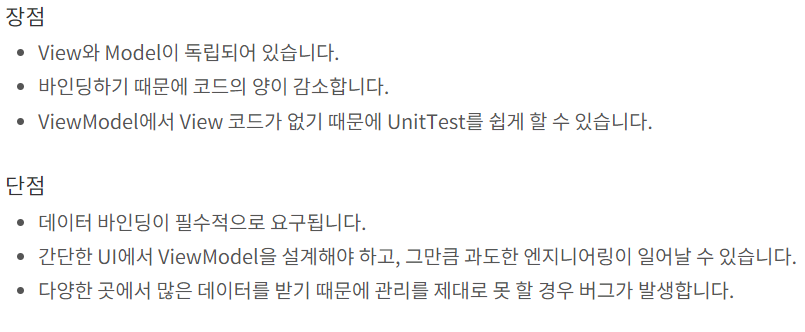 장점
• View와 Model이 독립되어 있습니다.
• 바인딩하기 때문에 코드의 양이 감소합니다.
• ViewModel에서 View 코드가 없기 때문에 UnitTest를 쉽게 할 수 있습니다.
단점
• 데이터 바인딩이 필수적으로 요구됩니다.
• 간단한 UI에서 ViewModel을 설계해야 하고, 그만큼 과도한 엔지니어링이 일어날 수 있습니다.
• 다양한 곳에서 많은 데이터를 받기 때문에 관리를 제대로 못 할 경우 버그가 발생합니다.